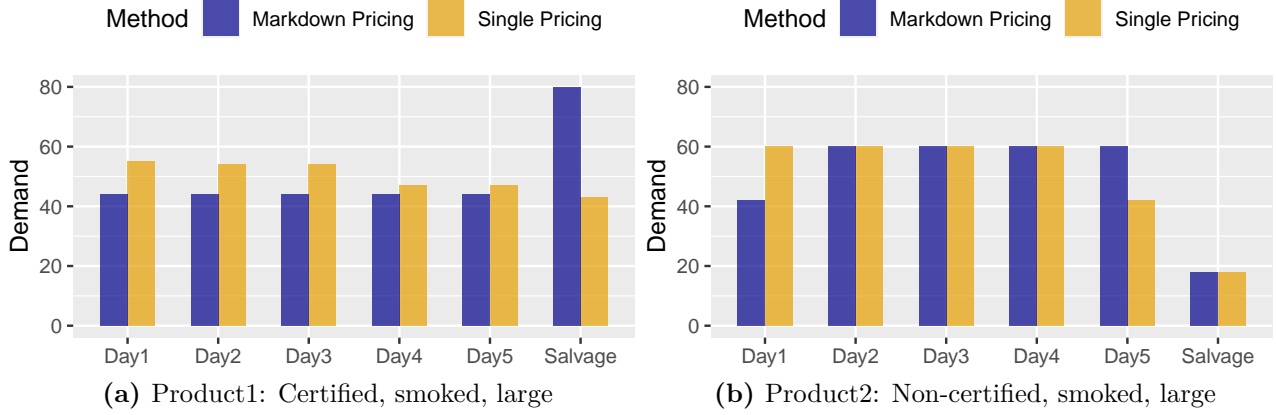 Method Markdown Pricing Single Pricing
80
60
40
20
0
Demand
Day1 Day2 Day3 Day4 Day5 Salvage
(a) Product1: Certified, smoked, large
Method Markdown Pricing Single Pricing
80
60
40
20
0
Demand
Day1 Day2 Day3 Day4 Day5 Salvage
(b) Product2: Non-certified, smoked, large